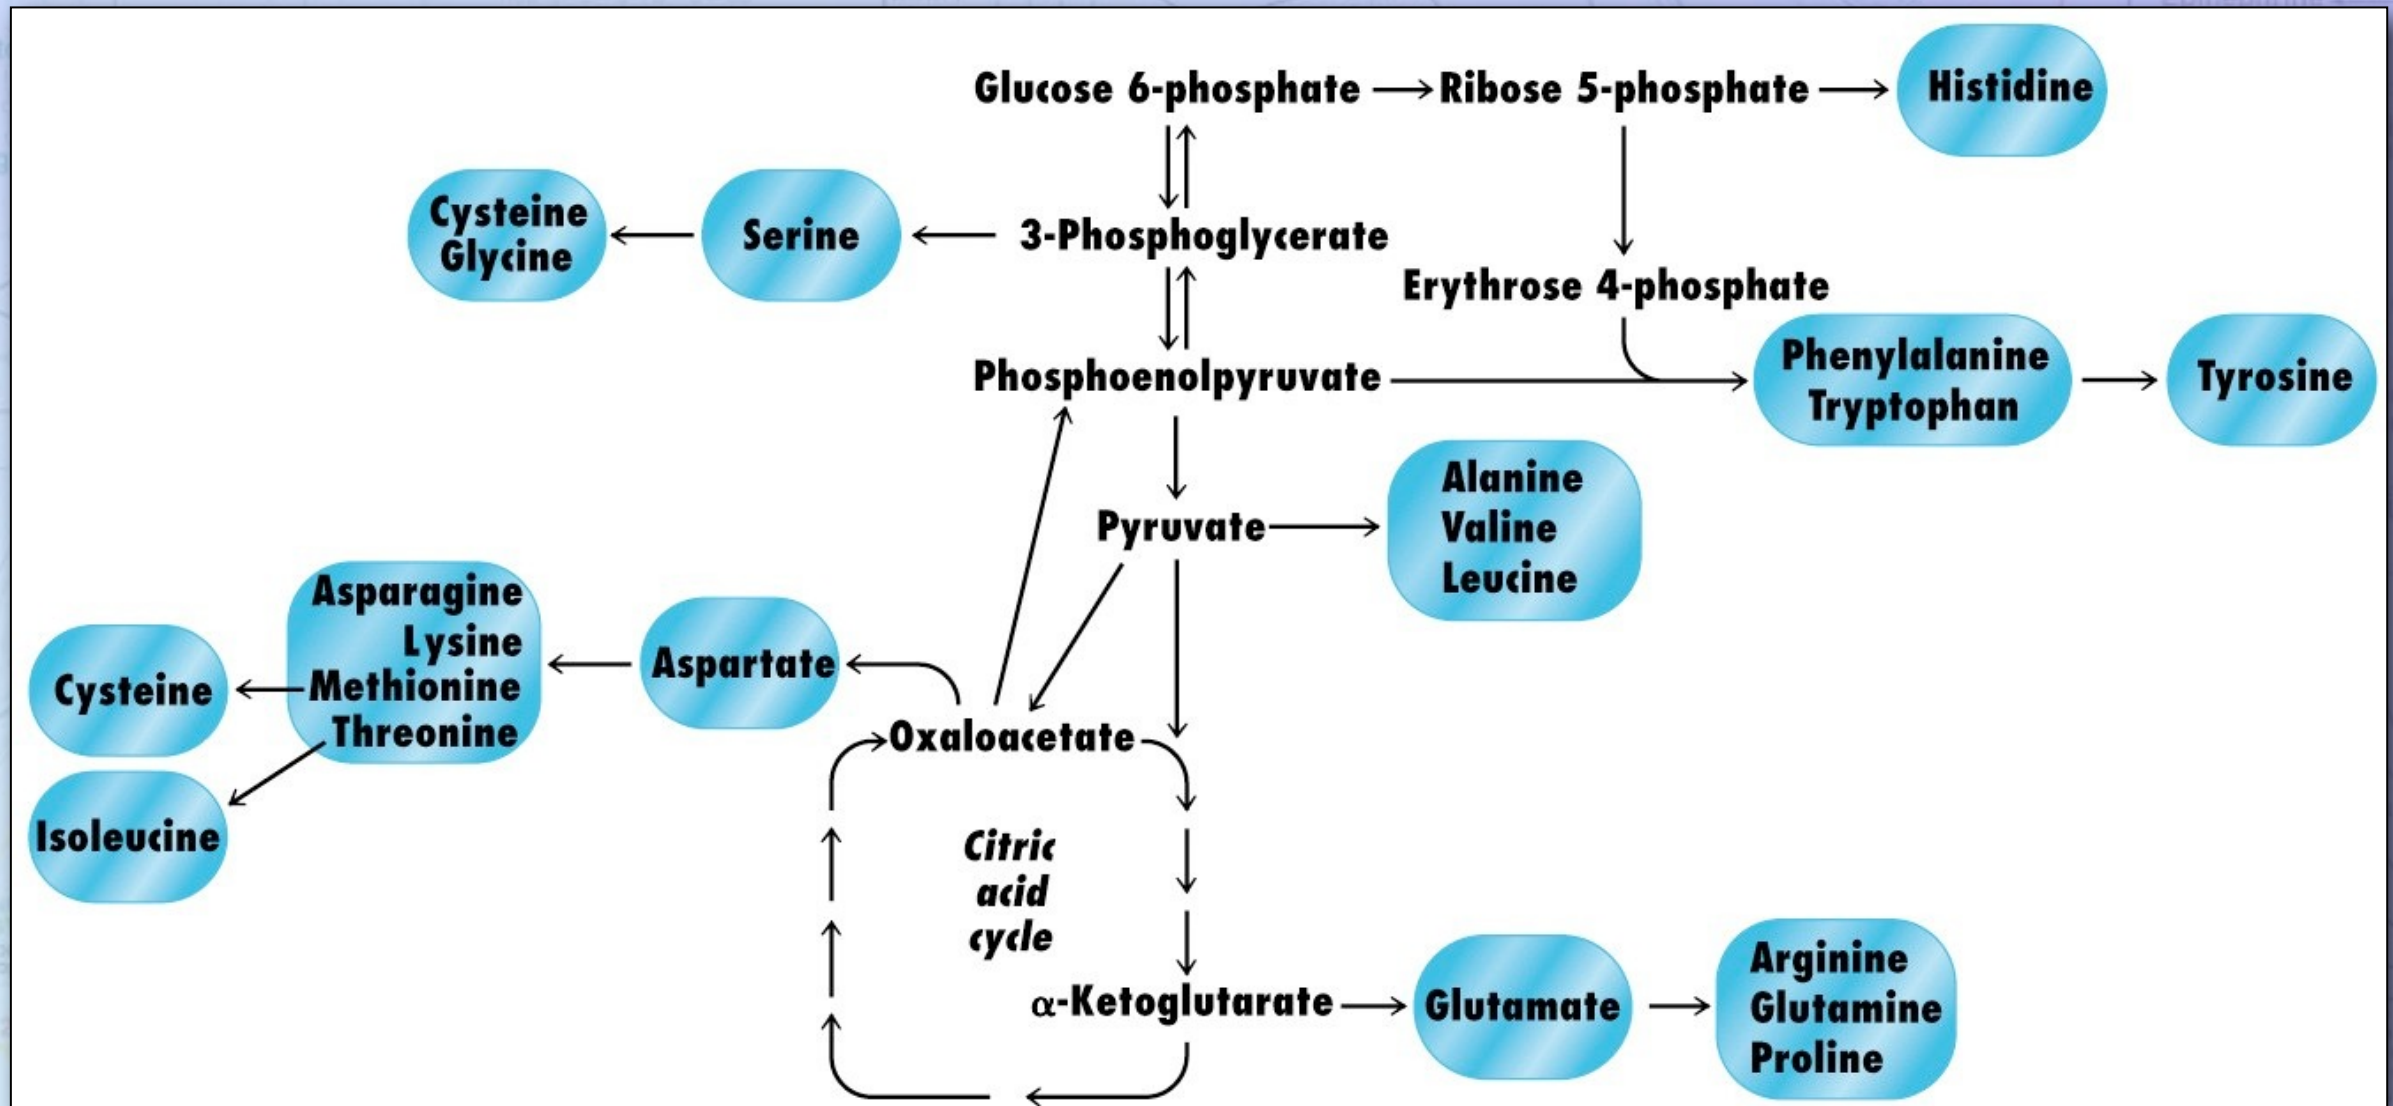 Glucose 6-phosphate
Ribose 5-phosphate
Histidine
Cysteine
Glycine
Serine
3-Phosphoglycerate
Erythrose 4-phosphate
Phosphoenolpyruvate
Phenylalanine
Tryptophan
Tyrosine
Pyruvate
Alanine
Valine
Leucine
Asparagine
Lysine
Methionine
Threonine
Aspartate
Cysteine
Isoleucine
Oxaloacetate
Citric
acid
cycle
α-Ketoglutarate
Glutamate
Arginine
Glutamine
Proline